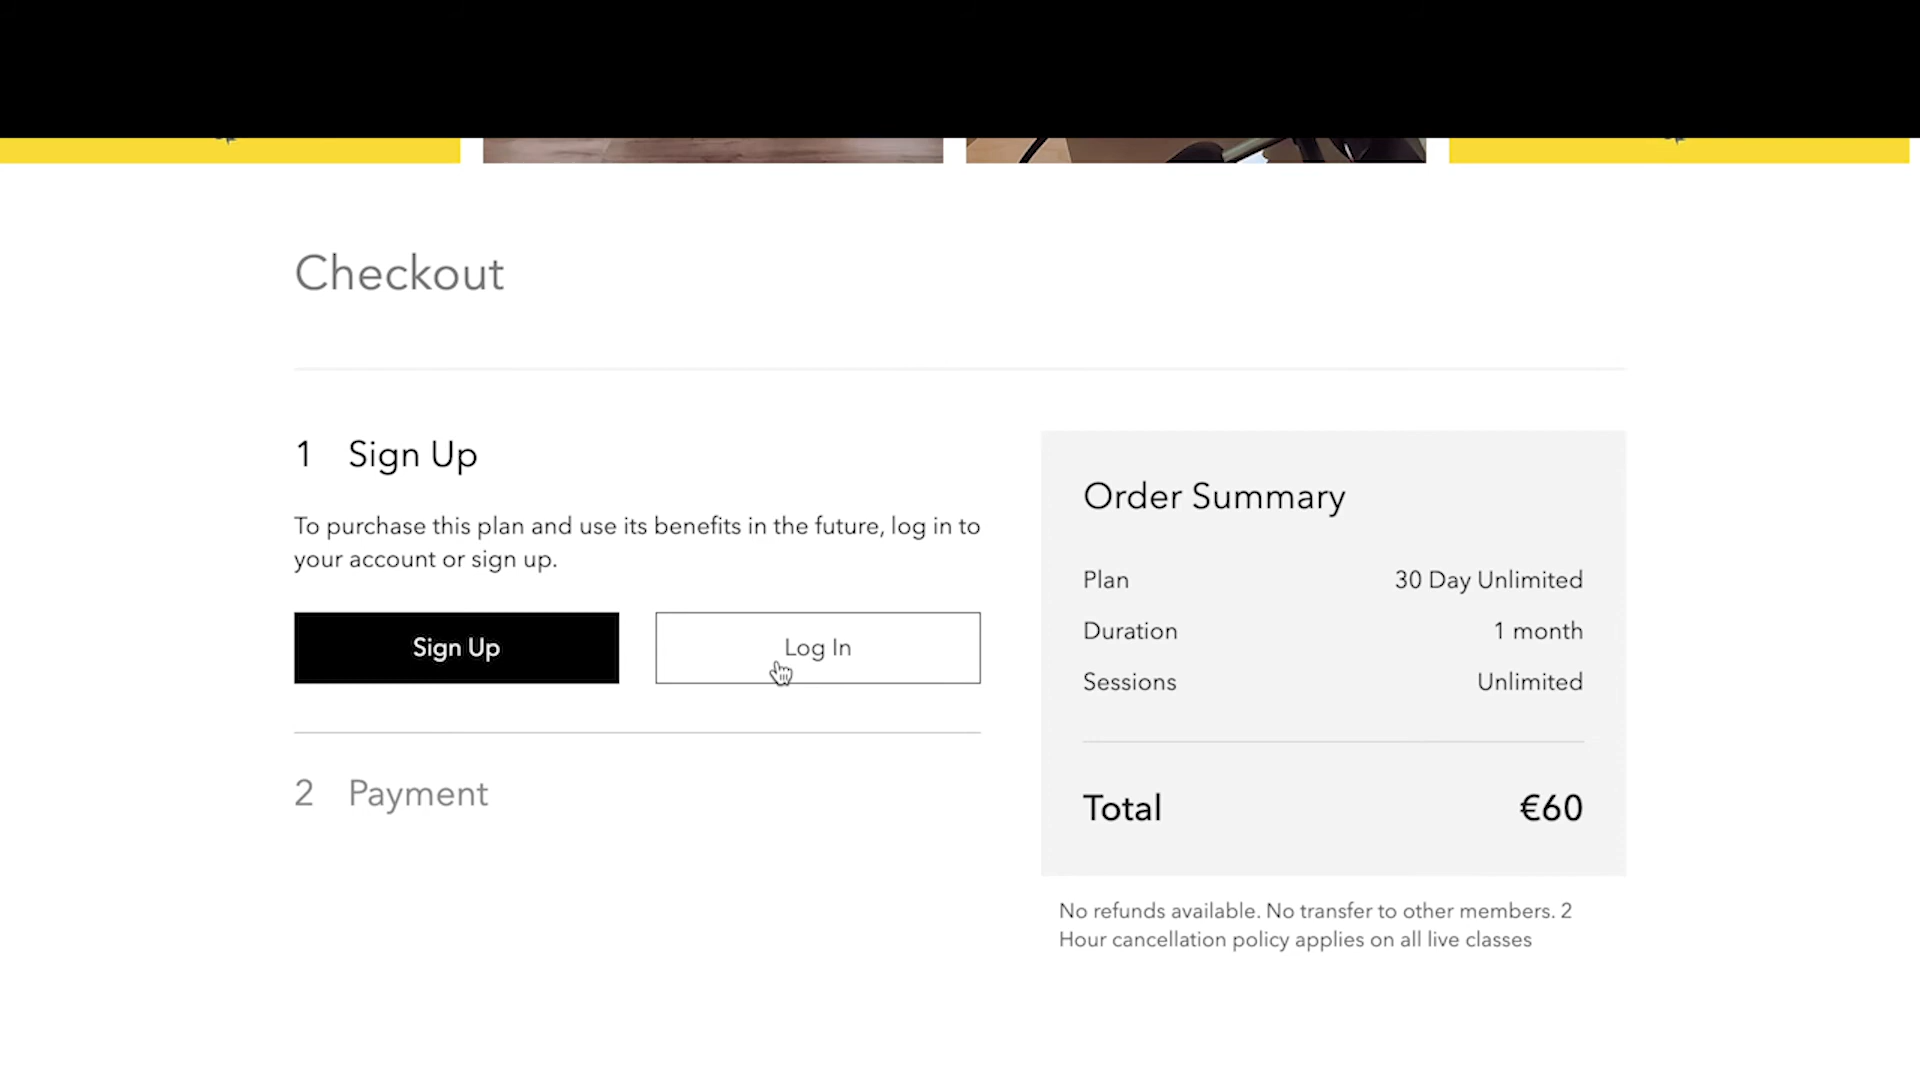 Checkout
1 Sign Up
To purchase this plan and use its benefits in the future, log in to
your account or sign up.
Sign Up
Log In
2 Payment
Order Summary
Plan 30 Day Unlimited
Duration 1 month
Sessions Unlimited
Total €60
No refunds available. No transfer to other members. 2
Hour cancellation policy applies on all live classes